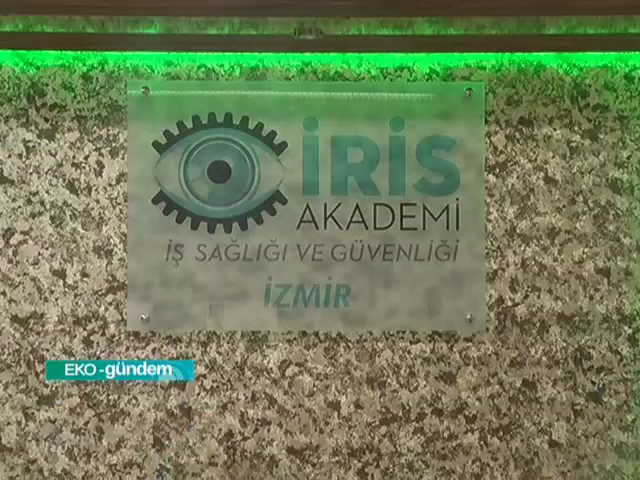 İRİS
AKADEMİ
İŞ SAĞLIĞI VE GÜVENLİĞİ
İZMİR
EKO-gündem